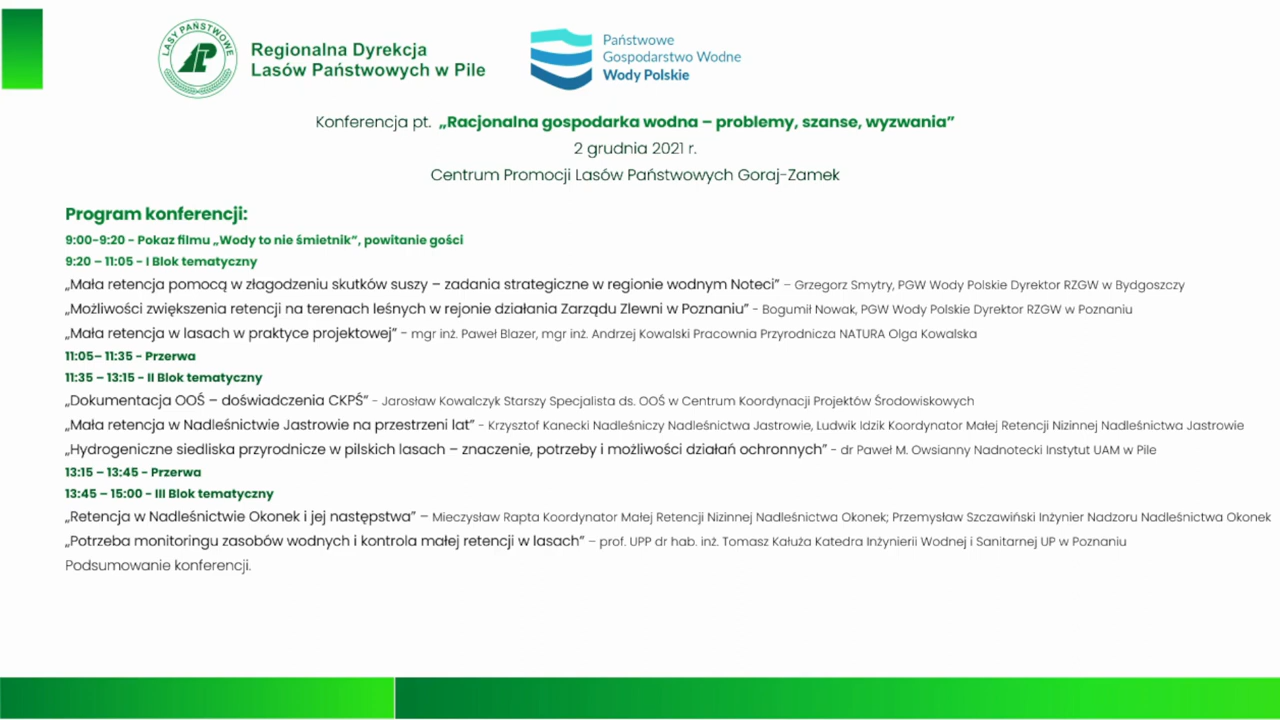 LASY PAŃSTWOWE
Regionalna Dyrekcja
Lasów Państwowych w Pile
Państwowe
Gospodarstwo Wodne
Wody Polskie
Konferencja pt. „Racjonalna gospodarka wodna – problemy, szanse, wyzwania”
2 grudnia 2021 r.
Centrum Promocji Lasów Państwowych Goraj-Zamek
Program konferencji:
9:00-9:20 - Pokaz filmu „Wody to nie śmietnik”, powitanie gości
9:20 – 11:05 - I Blok tematyczny
„Mała retencja pomocą w złagodzeniu skutków suszy – zadania strategiczne w regionie wodnym Noteci” – Grzegorz Smytry, PGW Wody Polskie Dyrektor RZGW w Bydgoszczy
„Możliwości zwiększenia retencji na terenach leśnych w rejonie działania Zarządu Zlewni w Poznaniu” - Bogumił Nowak, PGW Wody Polskie Dyrektor RZGW w Poznaniu
„Mała retencja w lasach w praktyce projektowej” - mgr inż. Paweł Blazer, mgr inż. Andrzej Kowalski Pracownia Przyrodnicza NATURA Olga Kowalska
11:05– 11:35 - Przerwa
11:35 – 13:15 - II Blok tematyczny
„Dokumentacja OOŚ – doświadczenia CKPŚ” - Jarosław Kowalczyk Starszy Specjalista ds. OOŚ w Centrum Koordynacji Projektów Środowiskowych
„Mała retencja w Nadleśnictwie Jastrowie na przestrzeni lat” - Krzysztof Kanecki Nadleśniczy Nadleśnictwa Jastrowie, Ludwik Idzik Koordynator Małej Retencji Nizinnej Nadleśnictwa Jastrowie
„Hydrogeniczne siedliska przyrodnicze w pilskich lasach – znaczenie, potrzeby i możliwości działań ochronnych” - dr Paweł M. Owsianny Nadnotecki Instytut UAM w Pile
13:15 – 13:45 - Przerwa
13:45 – 15:00 - III Blok tematyczny
„Retencja w Nadleśnictwie Okonek i jej następstwa” – Mieczysław Rapta Koordynator Małej Retencji Nizinnej Nadleśnictwa Okonek; Przemysław Szczawiński Inżynier Nadzoru Nadleśnictwa Okonek
„Potrzeba monitoringu zasobów wodnych i kontrola małej retencji w lasach” – prof. UPP dr hab. inż. Tomasz Kałuża Katedra Inżynierii Wodnej i Sanitarnej UP w Poznaniu
Podsumowanie konferencji.